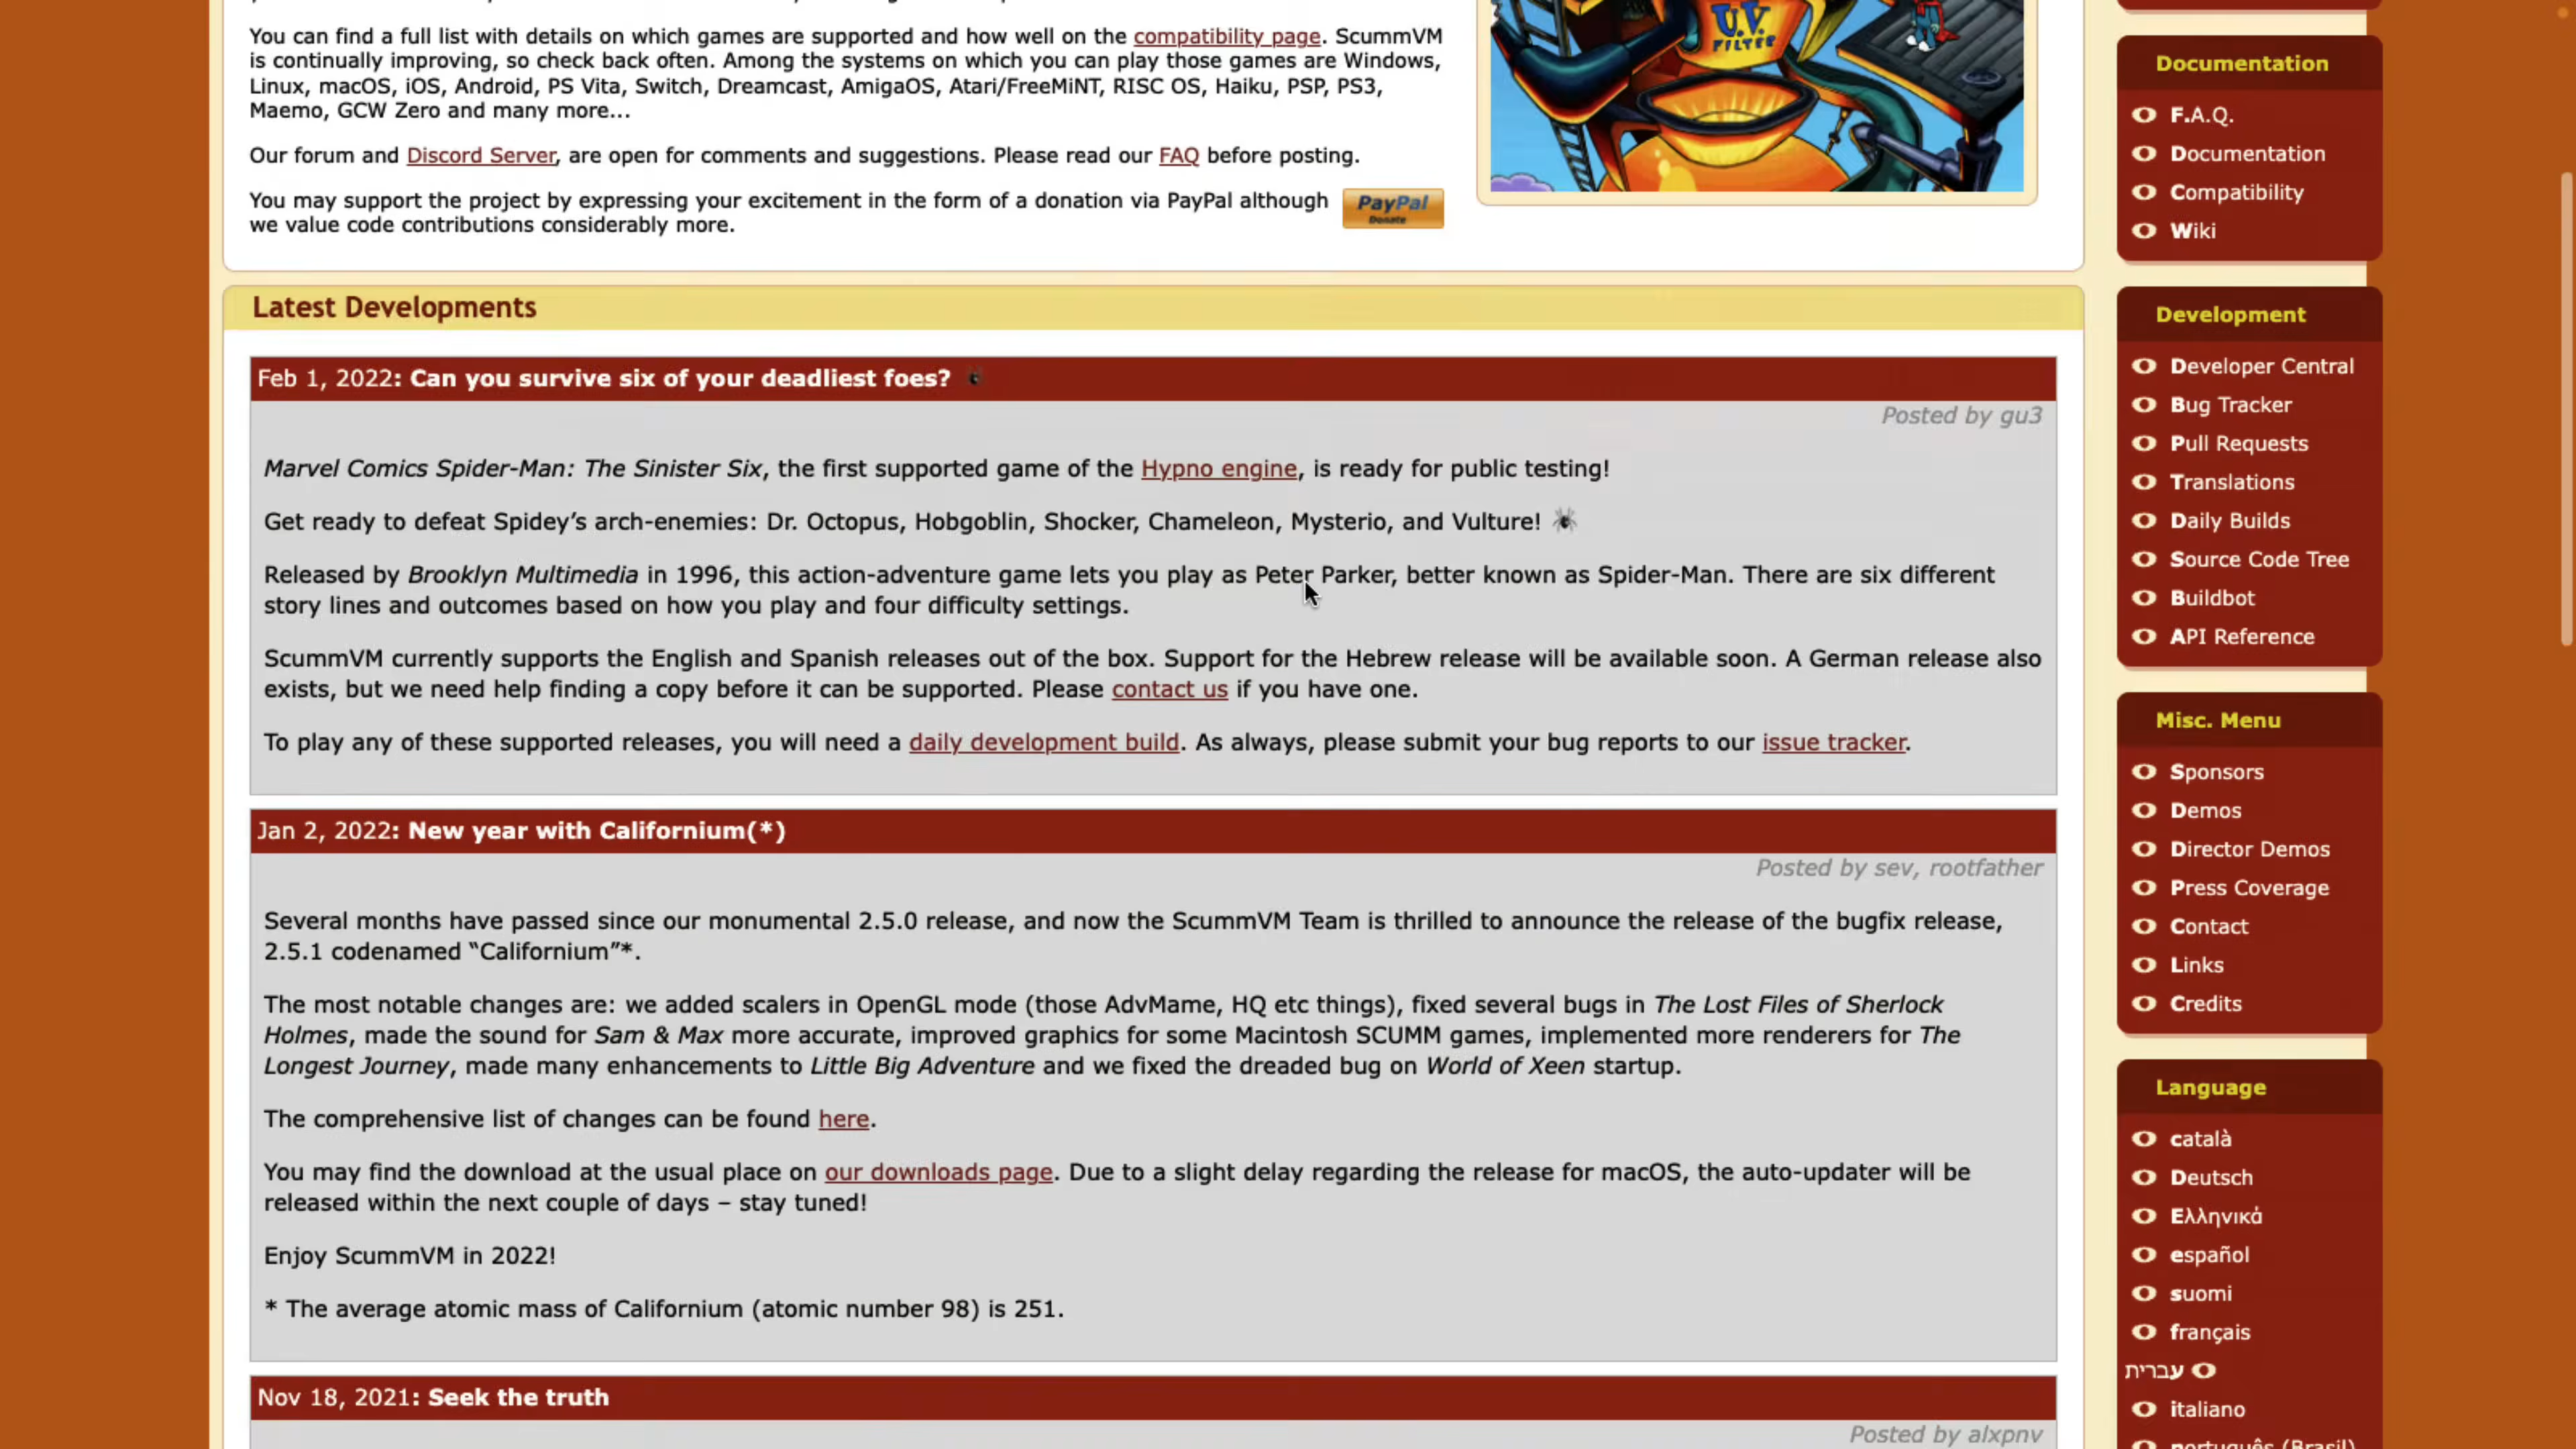 You can find a full list with details on which games are supported and how well on the compatibility page. ScummVM
is continually improving, so check back often. Among the systems on which you can play those games are Windows,
Linux, macOS, iOS, Android, PS Vita, Switch, Dreamcast, AmigaOS, Atari/FreeMiNT, RISC OS, Haiku, PSP, PS3,
Maemo, GCW Zero and many more...
Our forum and Discord Server, are open for comments and suggestions. Please read our FAQ before posting.
You may support the project by expressing your excitement in the form of a donation via PayPal although
we value code contributions considerably more.
PayPal
Donate
U.V.
FILTER
Latest Developments
Feb 1, 2022: Can you survive six of your deadliest foes? 🕷
Posted by gu3
Marvel Comics Spider-Man: The Sinister Six, the first supported game of the Hypno engine, is ready for public testing!
Get ready to defeat Spidey’s arch-enemies: Dr. Octopus, Hobgoblin, Shocker, Chameleon, Mysterio, and Vulture! 🕷
Released by Brooklyn Multimedia in 1996, this action-adventure game lets you play as Peter Parker, better known as Spider-Man. There are six different
story lines and outcomes based on how you play and four difficulty settings.
ScummVM currently supports the English and Spanish releases out of the box. Support for the Hebrew release will be available soon. A German release also
exists, but we need help finding a copy before it can be supported. Please contact us if you have one.
To play any of these supported releases, you will need a daily development build. As always, please submit your bug reports to our issue tracker.
Jan 2, 2022: New year with Californium(*)
Posted by sev, rootfather
Several months have passed since our monumental 2.5.0 release, and now the ScummVM Team is thrilled to announce the release of the bugfix release,
2.5.1 codenamed “Californium”*.
The most notable changes are: we added scalers in OpenGL mode (those AdvMame, HQ etc things), fixed several bugs in The Lost Files of Sherlock
Holmes, made the sound for Sam & Max more accurate, improved graphics for some Macintosh SCUMM games, implemented more renderers for The
Longest Journey, made many enhancements to Little Big Adventure and we fixed the dreaded bug on World of Xeen startup.
The comprehensive list of changes can be found here.
You may find the download at the usual place on our downloads page. Due to a slight delay regarding the release for macOS, the auto-updater will be
released within the next couple of days – stay tuned!
Enjoy ScummVM in 2022!
* The average atomic mass of Californium (atomic number 98) is 251.
Nov 18, 2021: Seek the truth
Posted by alxpnv
Documentation
F.A.Q.
Documentation
Compatibility
Wiki
Development
Developer Central
Bug Tracker
Pull Requests
Translations
Daily Builds
Source Code Tree
Buildbot
API Reference
Misc. Menu
Sponsors
Demos
Director Demos
Press Coverage
Contact
Links
Credits
Language
català
Deutsch
Ελληνικά
español
suomi
français
עברית
italiano
português (Brasil)